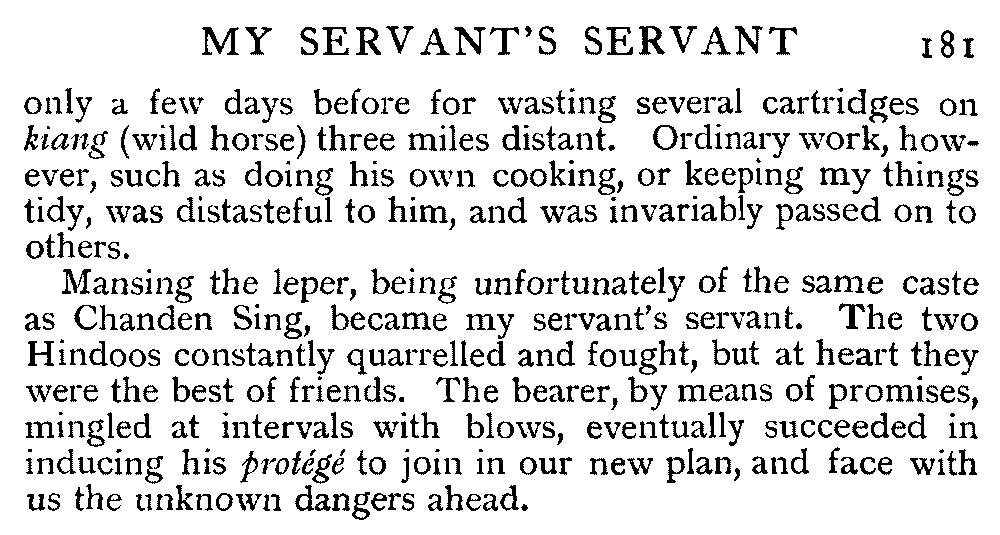 MY SERVANT'S SERVANT 181
only a few days before for wasting several cartridges on
kiang (wild horse) three miles distant. Ordinary work, how-
ever, such as doing his own cooking, or keeping my things
tidy, was distasteful to him, and was invariably passed on to
others.
Mansing the leper, being unfortunately of the same caste
as Chanden Sing, became my servant's servant. The two
Hindoos constantly quarrelled and fought, but at heart they
were the best of friends. The bearer, by means of promises,
mingled at intervals with blows, eventually succeeded in
inducing his protégé to join in our new plan, and face with
us the unknown dangers ahead.